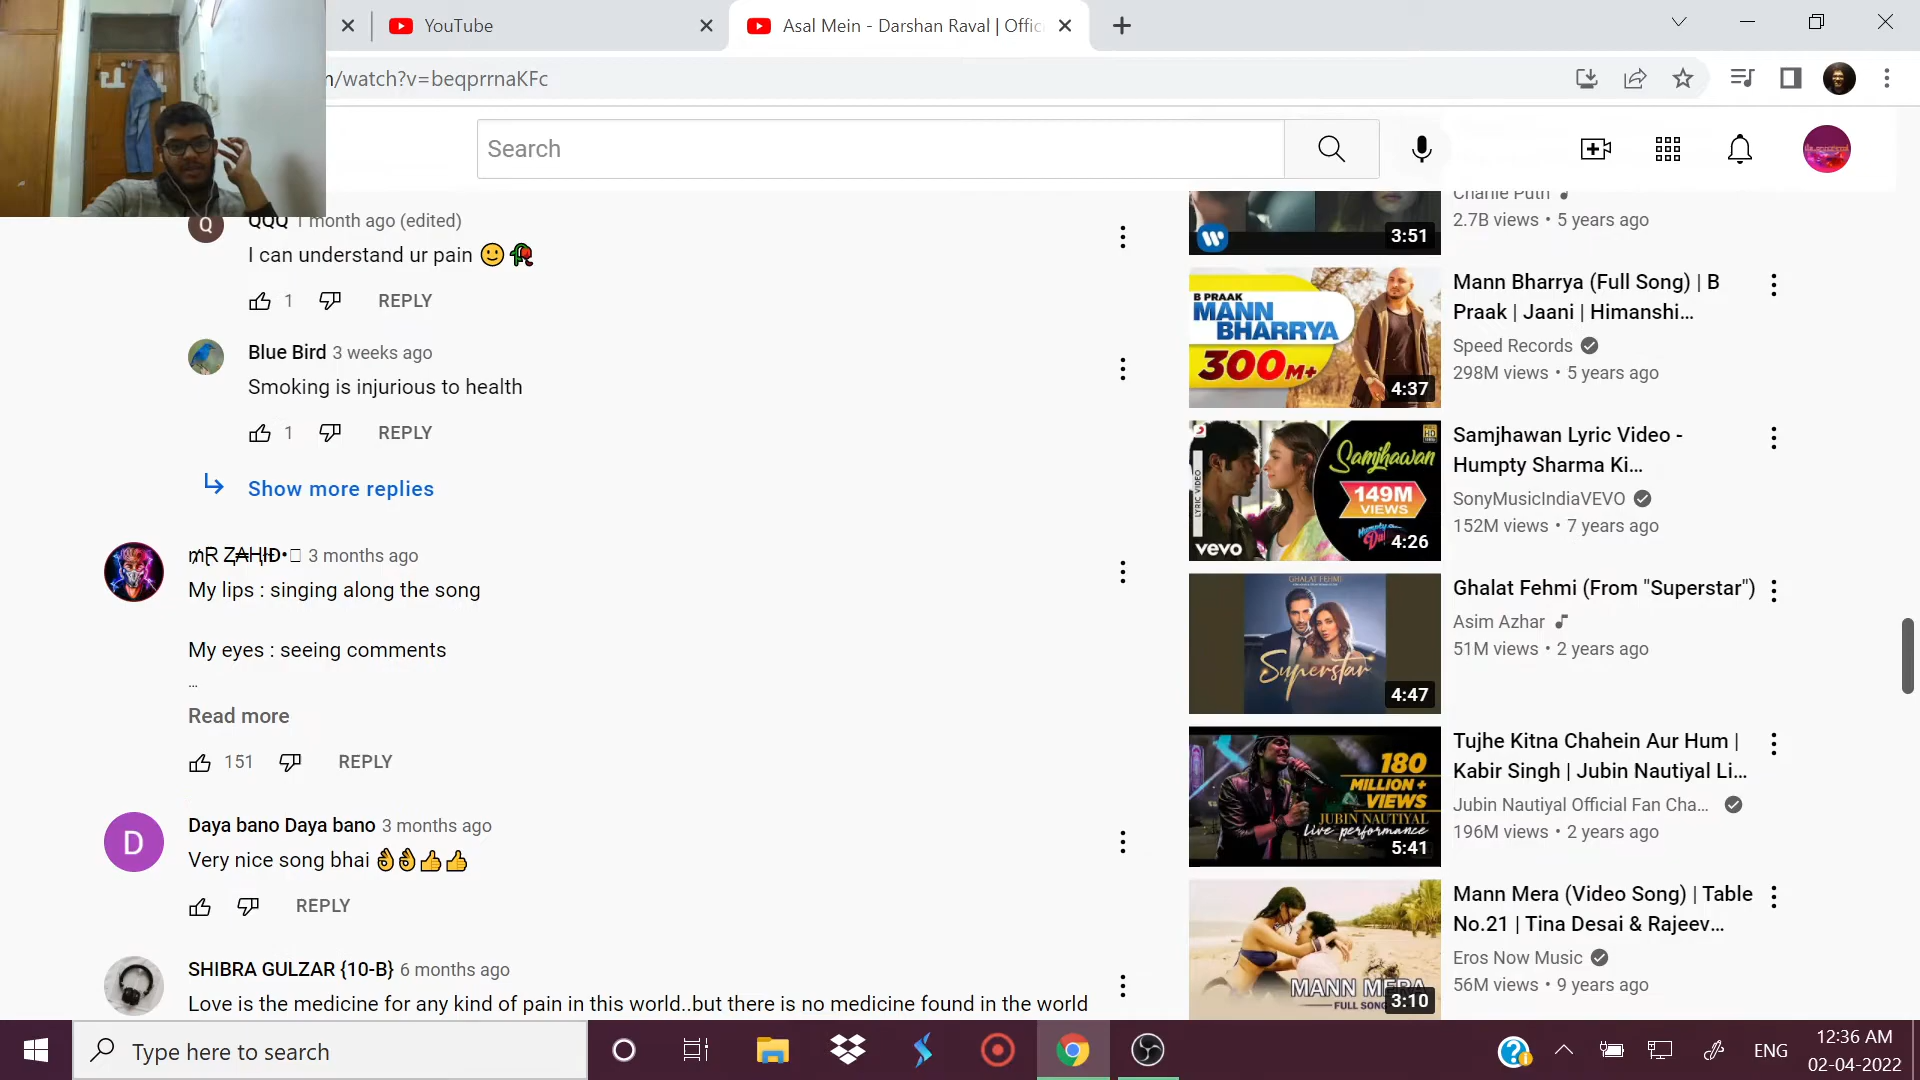 YouTube
Asal Mein - Darshan Raval | Offic
/watch?v=beqprrnaKFc
Search
QQQ 1 month ago (edited)
I can understand ur pain 🙂🥀
1 REPLY
Blue Bird 3 weeks ago
Smoking is injurious to health
1 REPLY
Show more replies
3 months ago
My lips : singing along the song
My eyes : seeing comments
...
Read more
151 REPLY
D
Daya bano Daya bano 3 months ago
Very nice song bhai 👌👌👍👍
REPLY
SHIBRA GULZAR {10-B} 6 months ago
Love is the medicine for any kind of pain in this world..but there is no medicine found in the world
Charlie Puth
2.7B views • 5 years ago
3:51
B PRAAK
MANN
BHARRYA
300M+
4:37
Mann Bharrya (Full Song) | B
Praak | Jaani | Himanshi...
Speed Records
298M views • 5 years ago
LYRIC VIDEO
HD
Samjhawan
149M
VIEWS
vevo
4:26
Samjhawan Lyric Video -
Humpty Sharma Ki...
SonyMusicIndiaVEVO
152M views • 7 years ago
GHALAT FEHMI
Superstar
4:47
Ghalat Fehmi (From "Superstar")
Asim Azhar
51M views • 2 years ago
180
MILLION +
VIEWS
JUBIN NAUTIYAL
Live performance
5:41
Tujhe Kitna Chahein Aur Hum |
Kabir Singh | Jubin Nautiyal Li...
Jubin Nautiyal Official Fan Cha...
196M views • 2 years ago
MANN MERA
FULL SONG
3:10
Mann Mera (Video Song) | Table
No.21 | Tina Desai & Rajeev...
Eros Now Music
56M views • 9 years ago
Type here to search
ENG
12:36 AM
02-04-2022